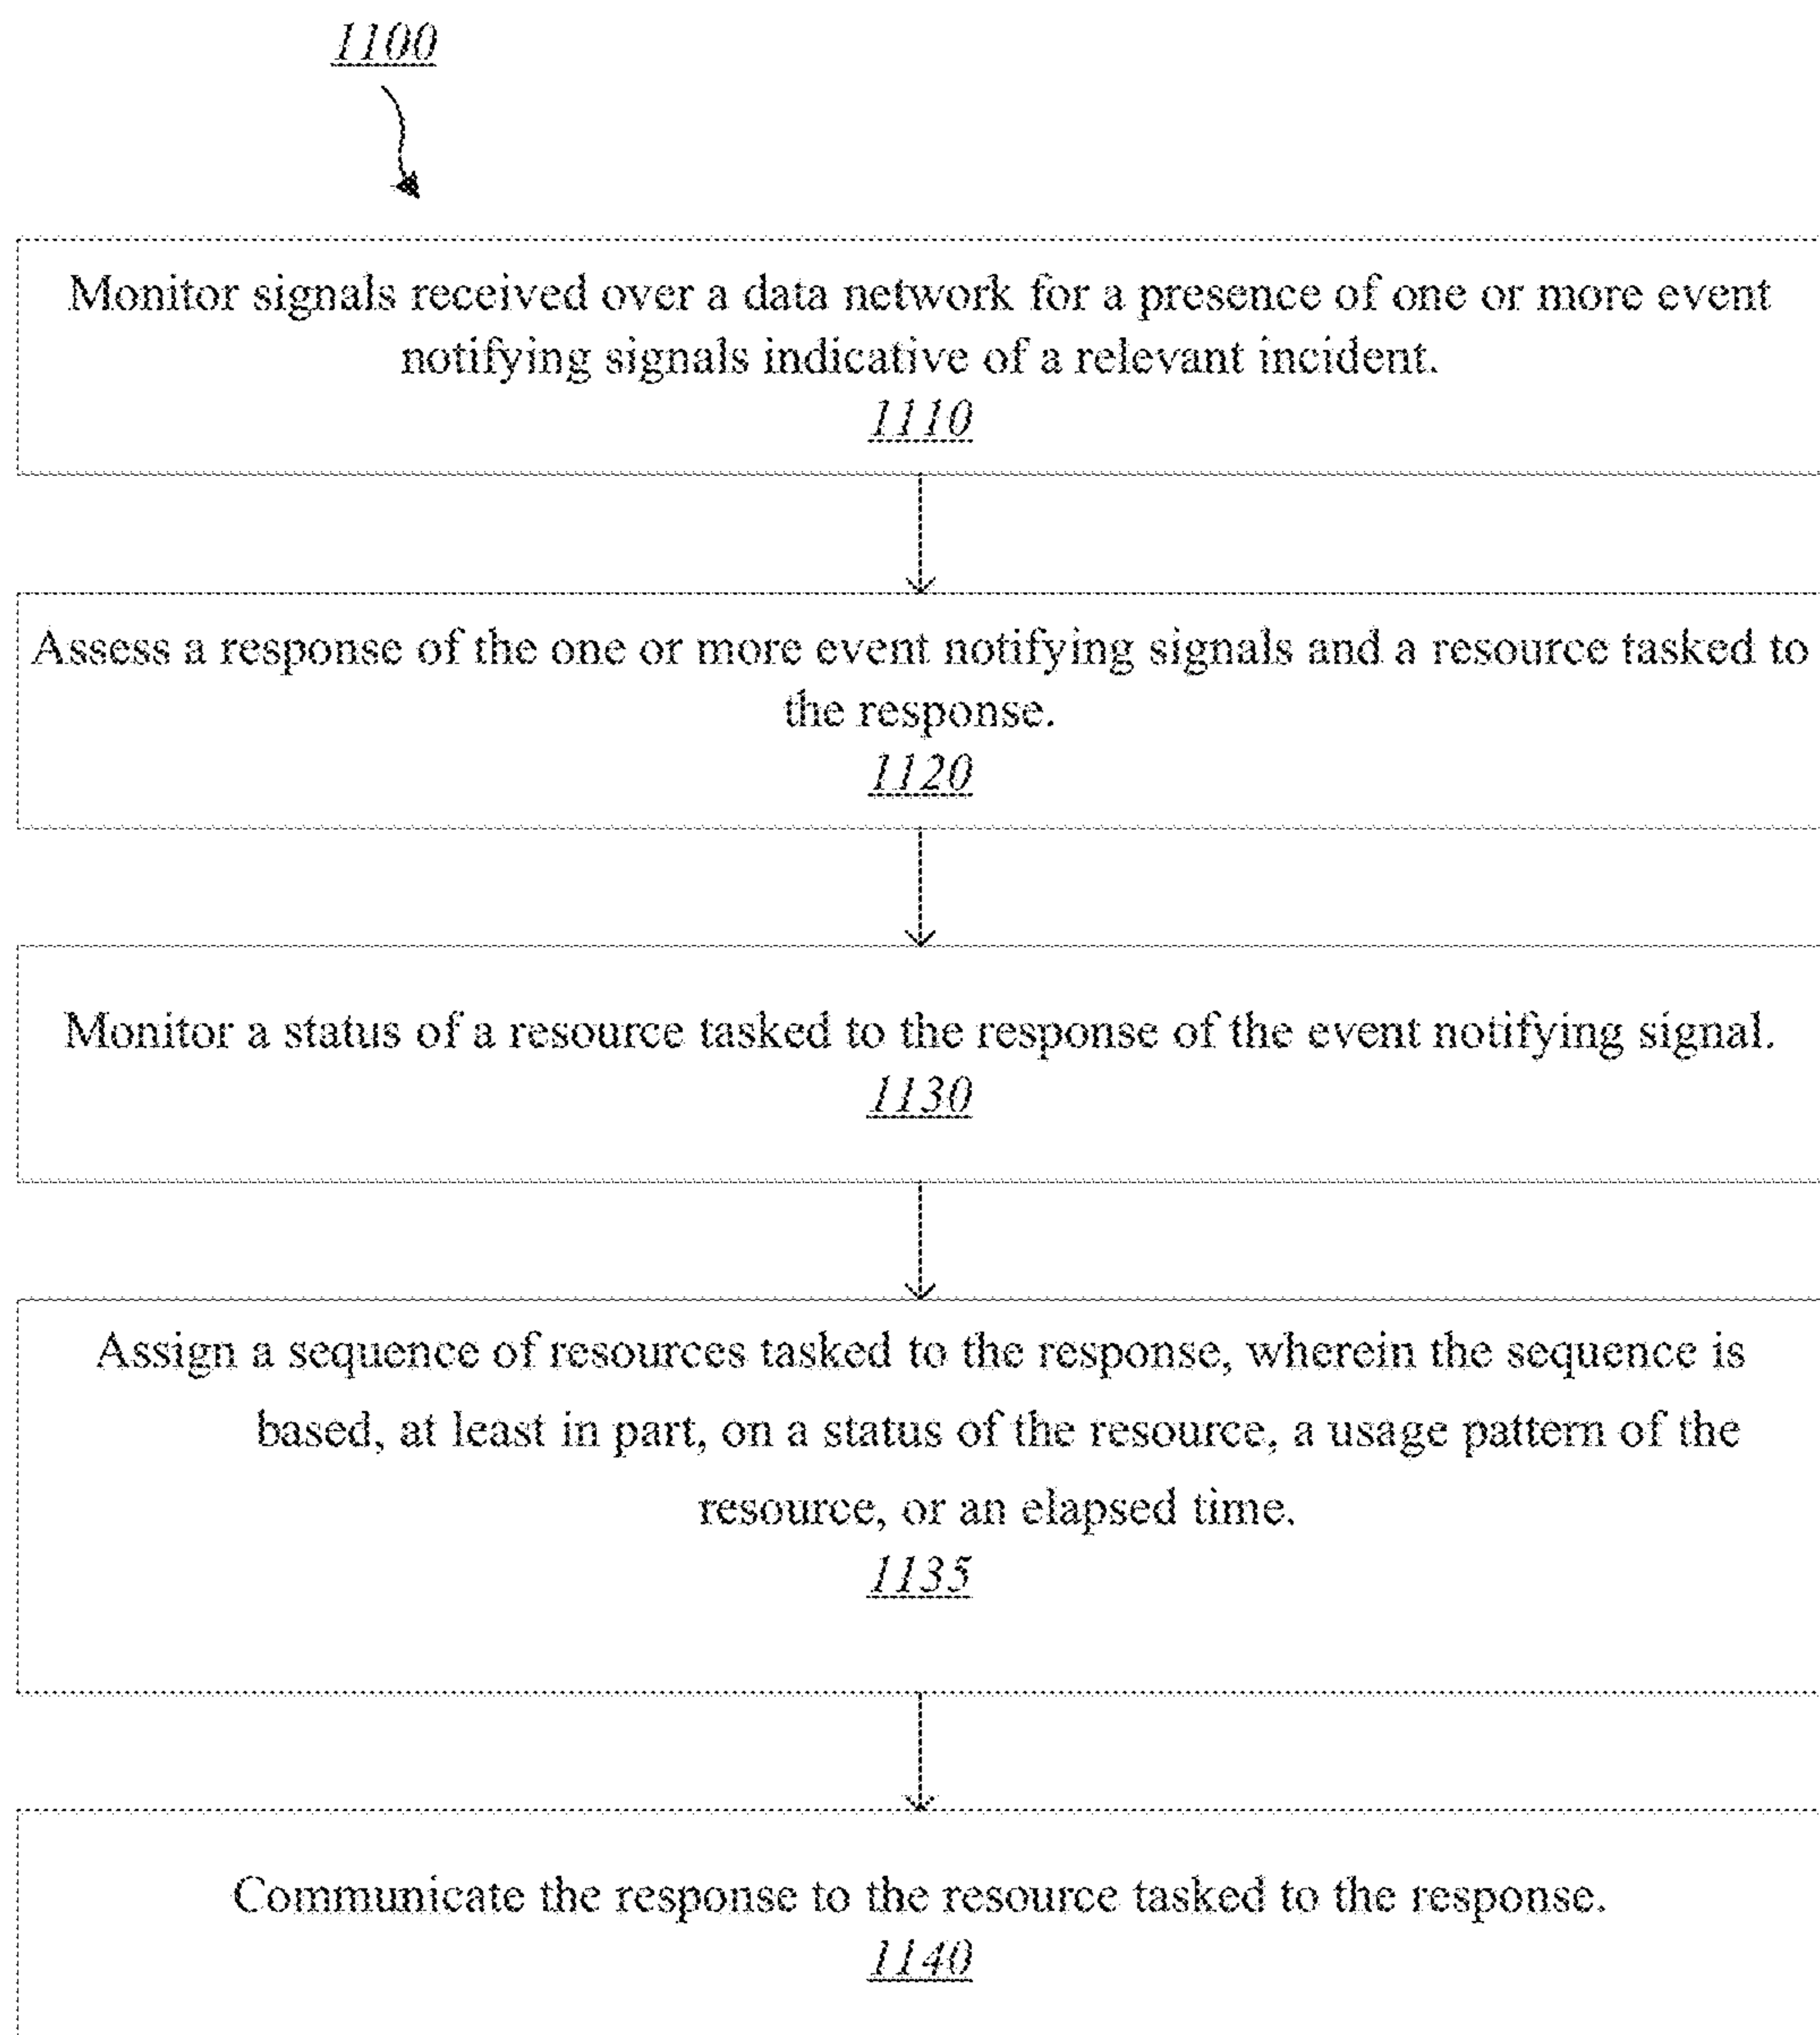 1100
Monitor signals received over a data network for a presence of one or more event
notifying signals indicative of a relevant incident.
1110
Assess a response of the one or more event notifying signals and a resource tasked to
the response.
1120
Monitor a status of a resource tasked to the response of the event notifying signal.
1130
Assign a sequence of resources tasked to the response, wherein the sequence is
based, at least in part, on a status of the resource, a usage pattern of the
resource, or an elapsed time.
1135
Communicate the response to the resource tasked to the response.
1140